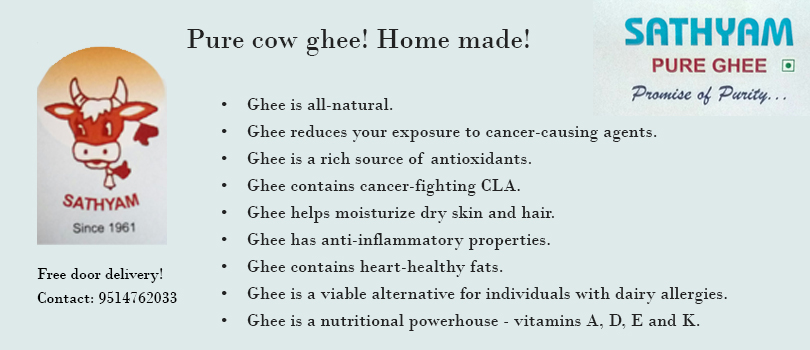 Pure cow ghee! Home made!
SATHYAM
PURE GHEE
Promise of Purity...
• Ghee is all-natural.
• Ghee reduces your exposure to cancer-causing agents.
• Ghee is a rich source of antioxidants.
• Ghee contains cancer-fighting CLA.
• Ghee helps moisturize dry skin and hair.
• Ghee has anti-inflammatory properties.
• Ghee contains heart-healthy fats.
• Ghee is a viable alternative for individuals with dairy allergies.
• Ghee is a nutritional powerhouse - vitamins A, D, E and K.
SATHYAM
Since 1961
Free door delivery!
Contact: 9514762033